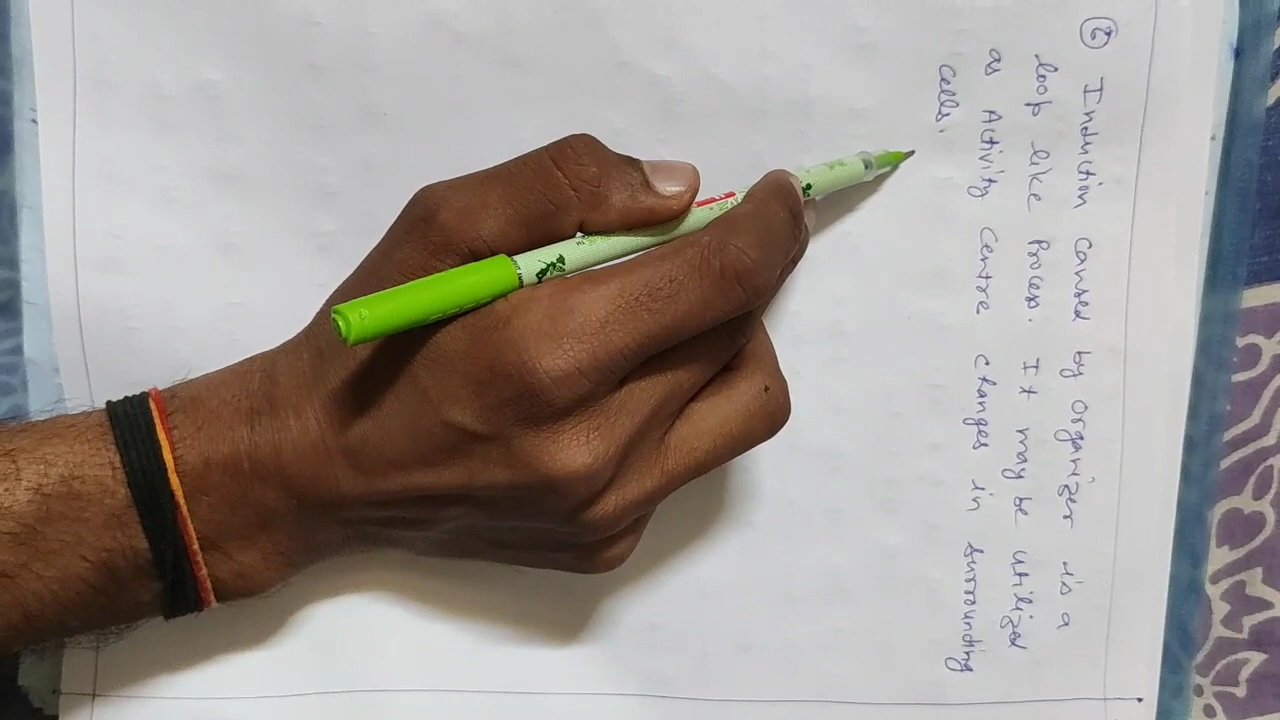 ⑥ Induction caused by organizer is a
loop like Process. It may be utilized
as Activity centre changes in surrounding
cells.